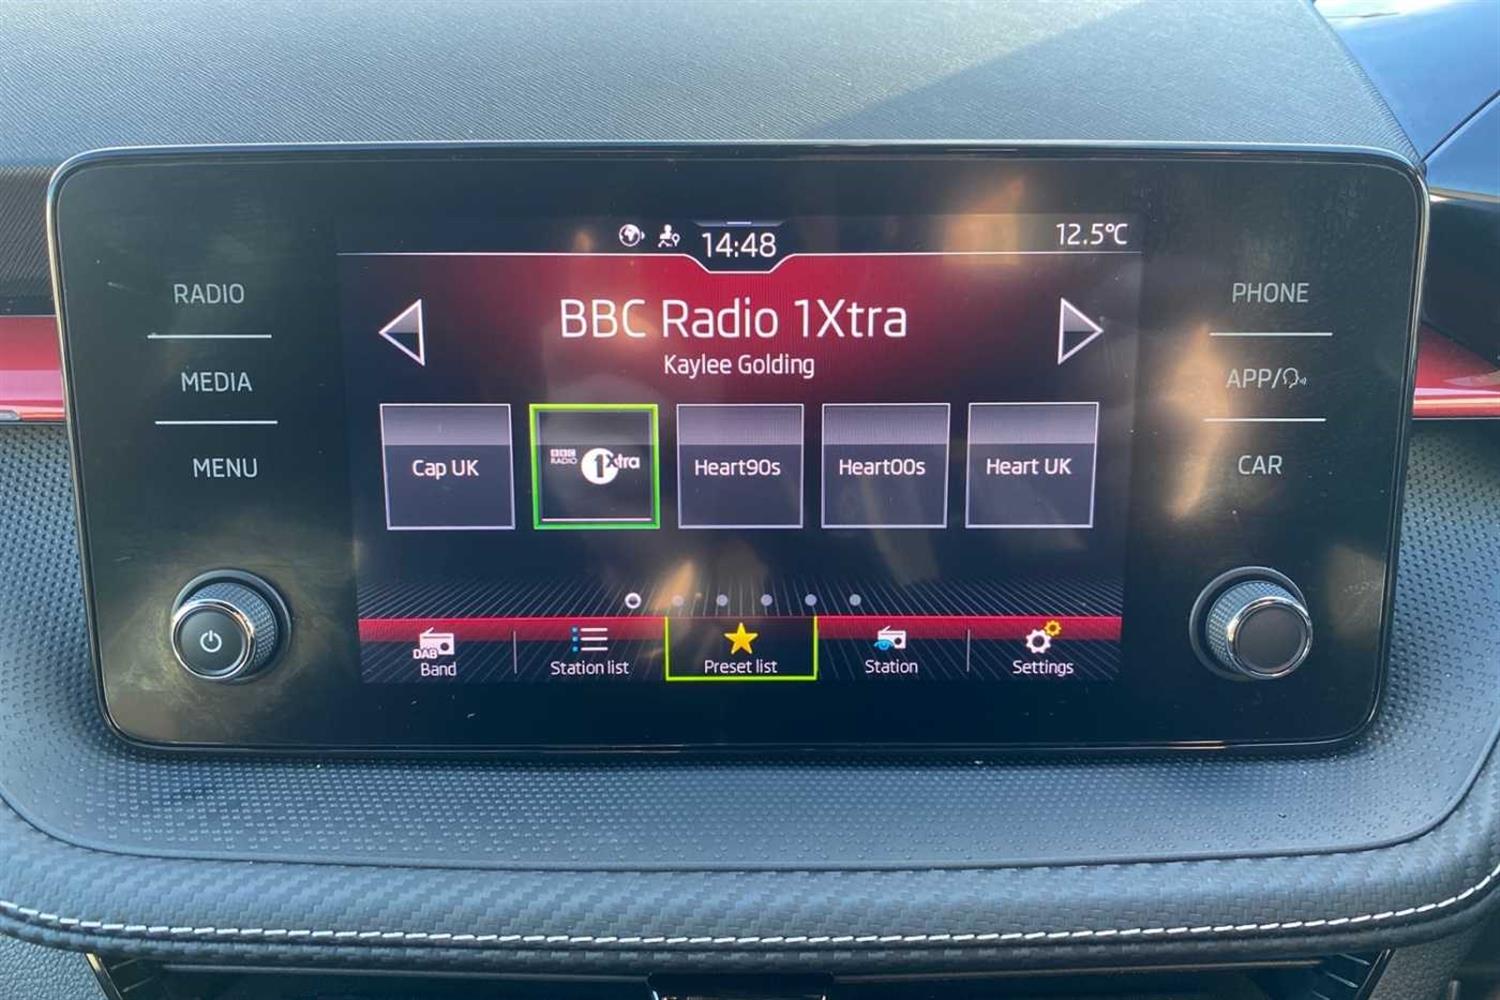 14:48
12.5°C
RADIO
MEDIA
MENU
BBC Radio 1Xtra
Kaylee Golding
PHONE
APP/
CAR
Cap UK
BBC
RADIO
1Xtra
Heart90s
Heart00s
Heart UK
DAB
Band
Station list
Preset list
Station
Settings